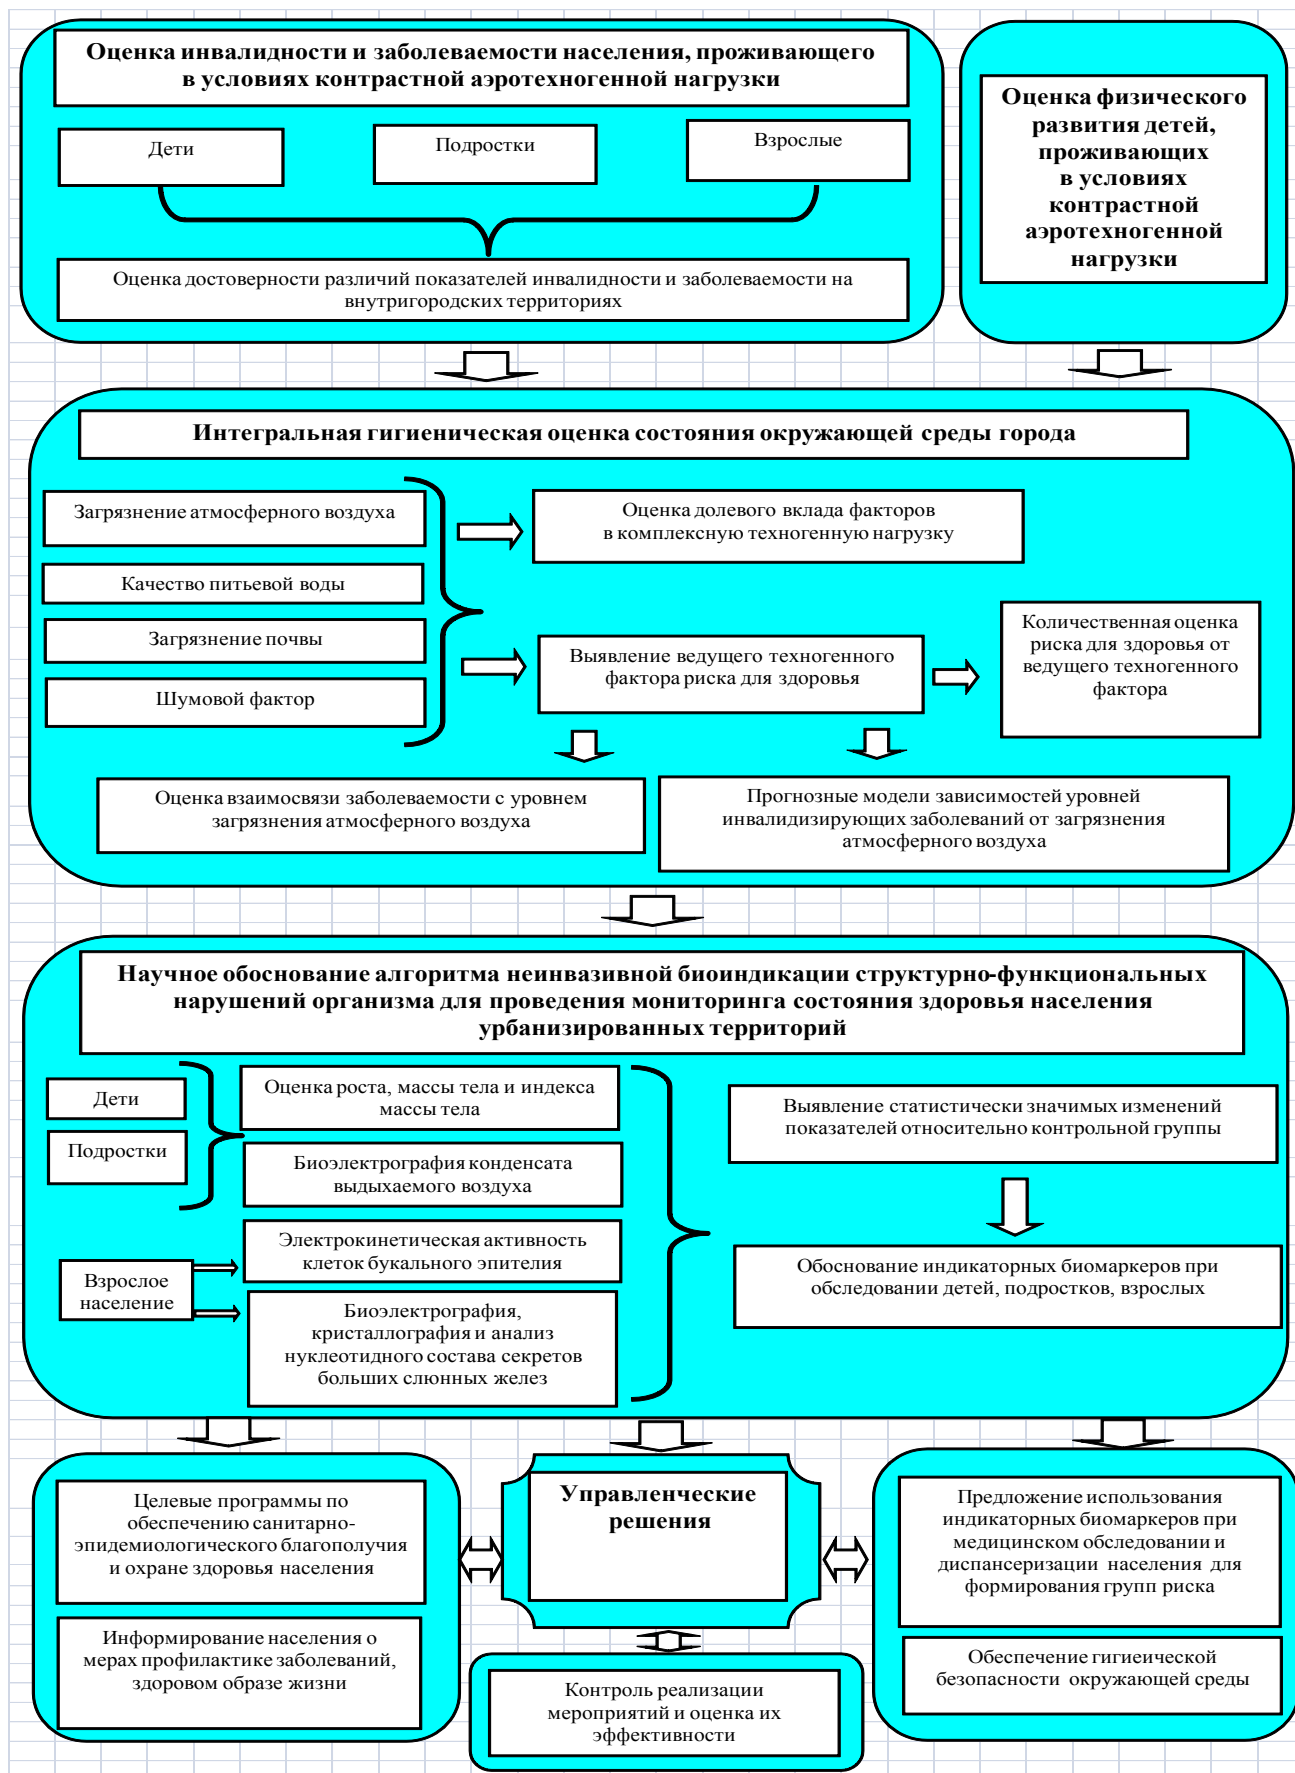 Оценка инвалидности и заболеваемости населения, проживающего
в условиях контрастной аэротехногенной нагрузки
Дети
Подростки
Взрослые
Оценка достоверности различий показателей инвалидности и заболеваемости на
внутригородских территориях
Оценка физического
развития детей,
проживающих
в условиях
контрастной
аэротехногенной
нагрузки
Интегральная гигиеническая оценка состояния окружающей среды города
Загрязнение атмосферного воздуха
Качество питьевой воды
Загрязнение почвы
Шумовой фактор
Оценка долевого вклада факторов
в комплексную техногенную нагрузку
Выявление ведущего техногенного
фактора риска для здоровья
Количественная оценка
риска для здоровья от
ведущего техногенного
фактора
Оценка взаимосвязи заболеваемости с уровнем
загрязнения атмосферного воздуха
Прогнозные модели зависимостей уровней
инвалидизирующих заболеваний от загрязнения
атмосферного воздуха
Научное обоснование алгоритма неинвазивной биоиндикации структурно-функциональных
нарушений организма для проведения мониторинга состояния здоровья населения
урбанизированных территорий
Дети
Подростки
Взрослое
население
Оценка роста, массы тела и индекса
массы тела
Биоэлектрография конденсата
выдыхаемого воздуха
Электрокинетическая активность
клеток букального эпителия
Биоэлектрография,
кристаллография и анализ
нуклеотидного состава секретов
больших слюнных желез
Выявление статистически значимых изменений
показателей относительно контрольной группы
Обоснование индикаторных биомаркеров при
обследовании детей, подростков, взрослых
Целевые программы по
обеспечению санитарно-
эпидемиологического благополучия
и охране здоровья населения
Информирование населения о
мерах профилактике заболеваний,
здоровом образе жизни
Управленческие
решения
Контроль реализации
мероприятий и оценка их
эффективности
Предложение использования
индикаторных биомаркеров при
медицинском обследовании и
диспансеризации населения для
формирования групп риска
Обеспечение гигиеической
безопасности окружающей среды